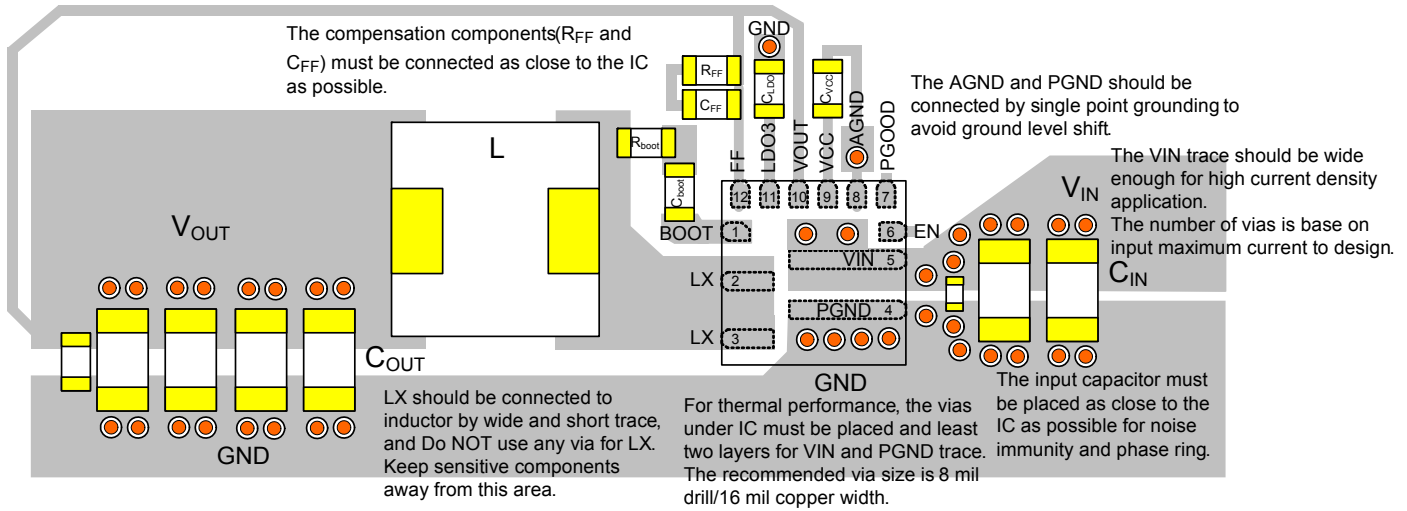 The compensation components(RFF and
CFF) must be connected as close to the IC
as possible.
GND
RFF
CFF
CLDO
CVCC
AGND
PGOOD
The AGND and PGND should be
connected by single point grounding to
avoid ground level shift.
Rboot
Cboot
L
FF
LDO3
VOUT
VCC
The VIN trace should be wide
enough for high current density
application.
The number of vias is base on
input maximum current to design.
VIN
12 11 10 9 8 7
VOUT
BOOT 1
6 EN
VIN 5
LX 2
CIN
PGND 4
LX 3
COUT
GND
The input capacitor must
be placed as close to the
IC as possible for noise
immunity and phase ring.
LX should be connected to
inductor by wide and short trace,
and Do NOT use any via for LX.
Keep sensitive components
away from this area.
For thermal performance, the vias
under IC must be placed and least
two layers for VIN and PGND trace.
The recommended via size is 8 mil
drill/16 mil copper width.
GND